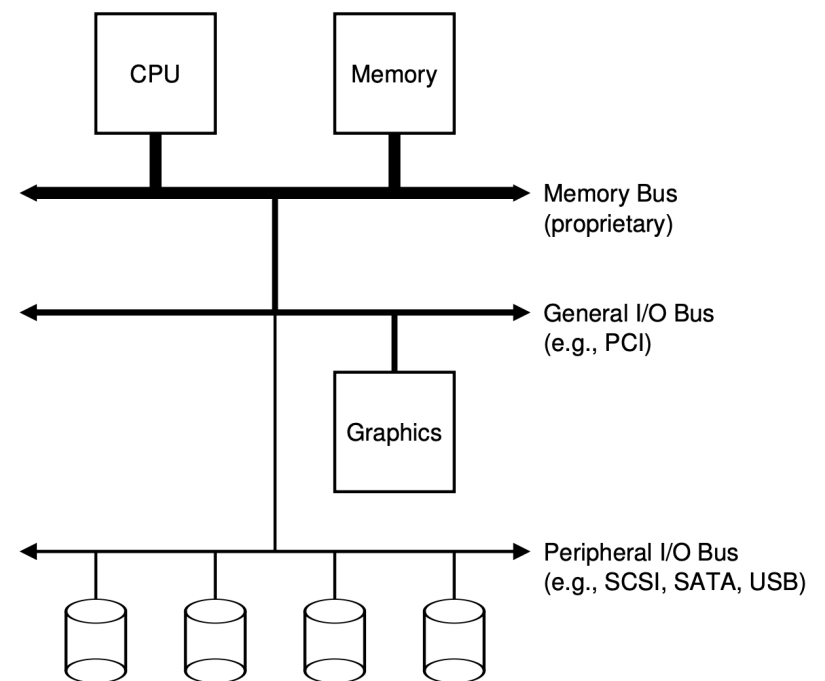 CPU
Memory
Memory Bus
(proprietary)
General I/O Bus
(e.g., PCI)
Graphics
Peripheral I/O Bus
(e.g., SCSI, SATA, USB)